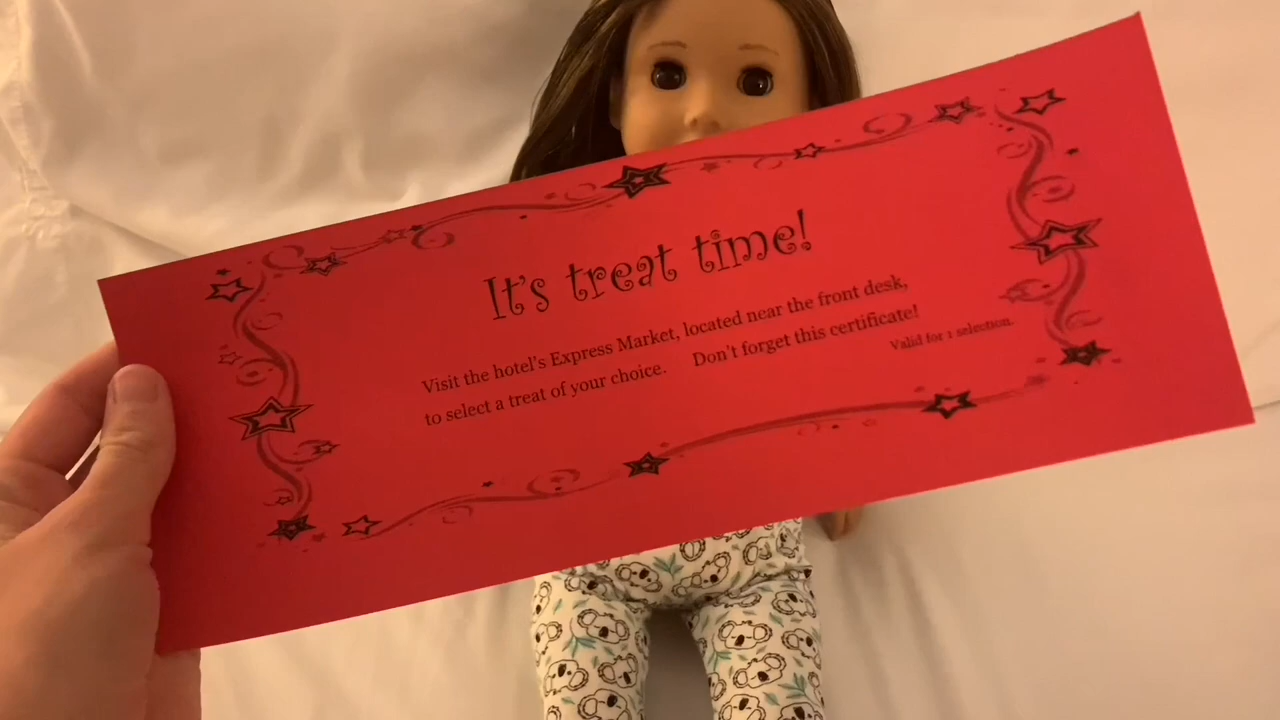 It's treat time!
Visit the hotel's Express Market, located near the front desk,
to select a treat of your choice. Don't forget this certificate!
Valid for 1 selection.